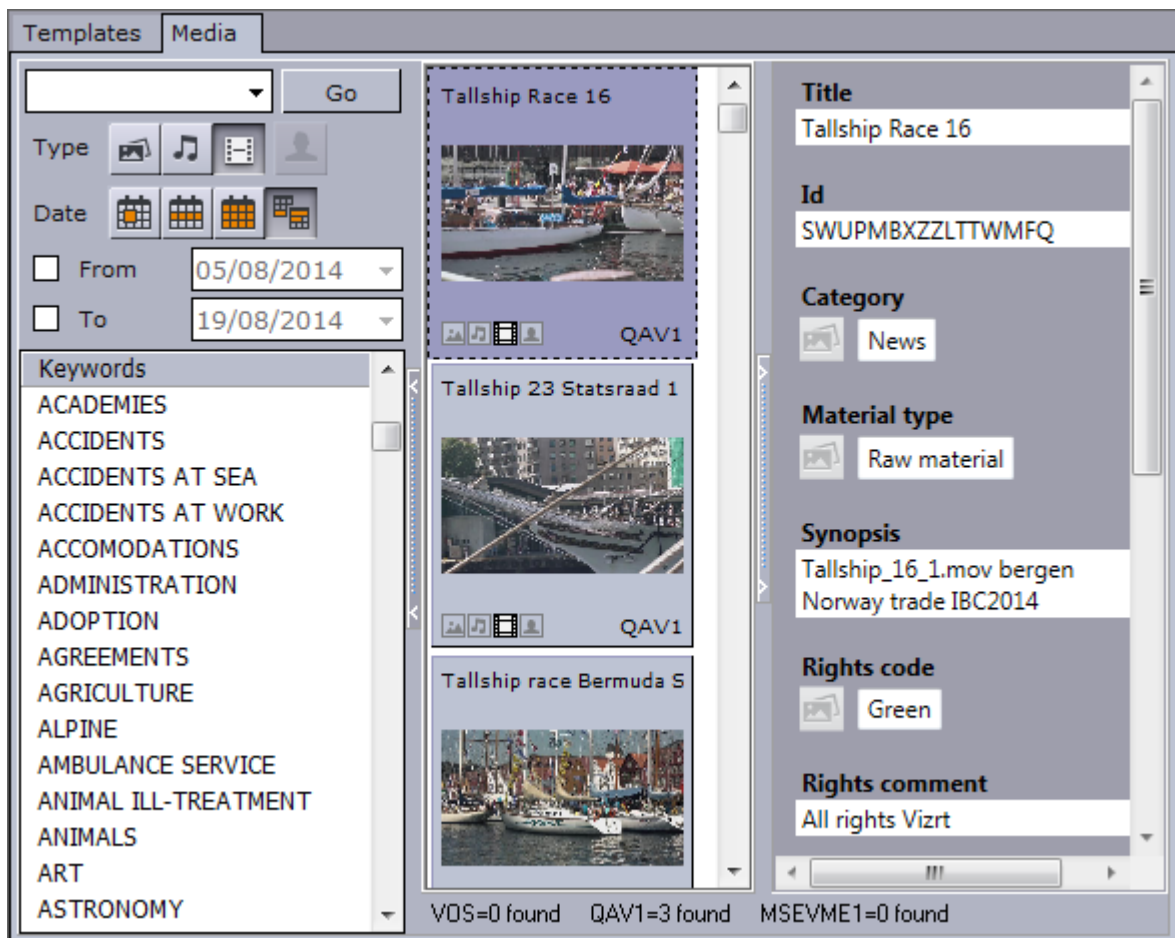 Templates Media
Go
Type
Date
From 05/08/2014
To 19/08/2014
Keywords
ACADEMIES
ACCIDENTS
ACCIDENTS AT SEA
ACCIDENTS AT WORK
ACCOMODATIONS
ADMINISTRATION
ADOPTION
AGREEMENTS
AGRICULTURE
ALPINE
AMBULANCE SERVICE
ANIMAL ILL-TREATMENT
ANIMALS
ART
ASTRONOMY
Tallship Race 16
QAV1
Tallship 23 Statsraad 1
QAV1
Tallship race Bermuda S
VOS=0 found QAV1=3 found MSEVME1=0 found
Title
Tallship Race 16
Id
SWUPMBXZZLTTWMFQ
Category
News
Material type
Raw material
Synopsis
Tallship_16_1.mov bergen
Norway trade IBC2014
Rights code
Green
Rights comment
All rights Vizrt